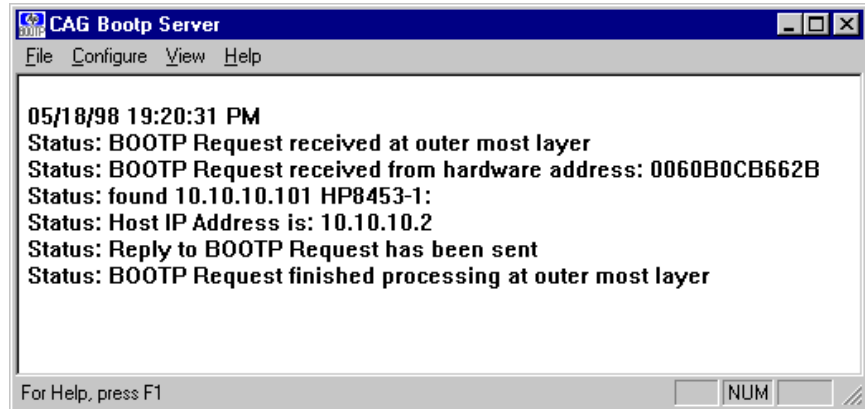 CAG Bootp Server
File Configure View Help
05/18/98 19:20:31 PM
Status: BOOTP Request received at outer most layer
Status: BOOTP Request received from hardware address: 0060B0CB662B
Status: found 10.10.10.101 HP8453-1:
Status: Host IP Address is: 10.10.10.2
Status: Reply to BOOTP Request has been sent
Status: BOOTP Request finished processing at outer most layer
For Help, press F1
NUM